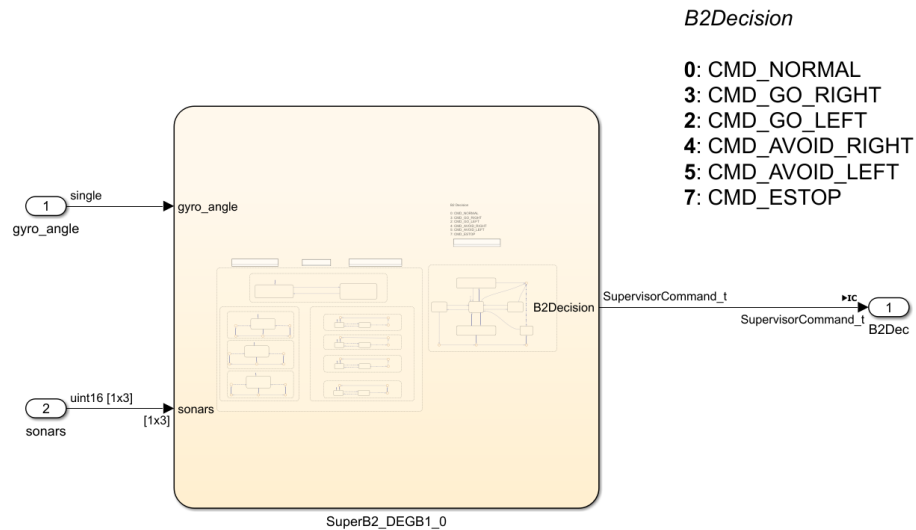 B2Decision
0: CMD_NORMAL
3: CMD_GO_RIGHT
2: CMD_GO_LEFT
4: CMD_AVOID_RIGHT
5: CMD_AVOID_LEFT
7: CMD_ESTOP
1
single
gyro_angle
gyro_angle
B2Decision
SupervisorCommand_t
IC
SupervisorCommand_t
1
B2Dec
2
uint16 [1x3]
[1x3]
sonars
sonars
SuperB2_DEGB1_0